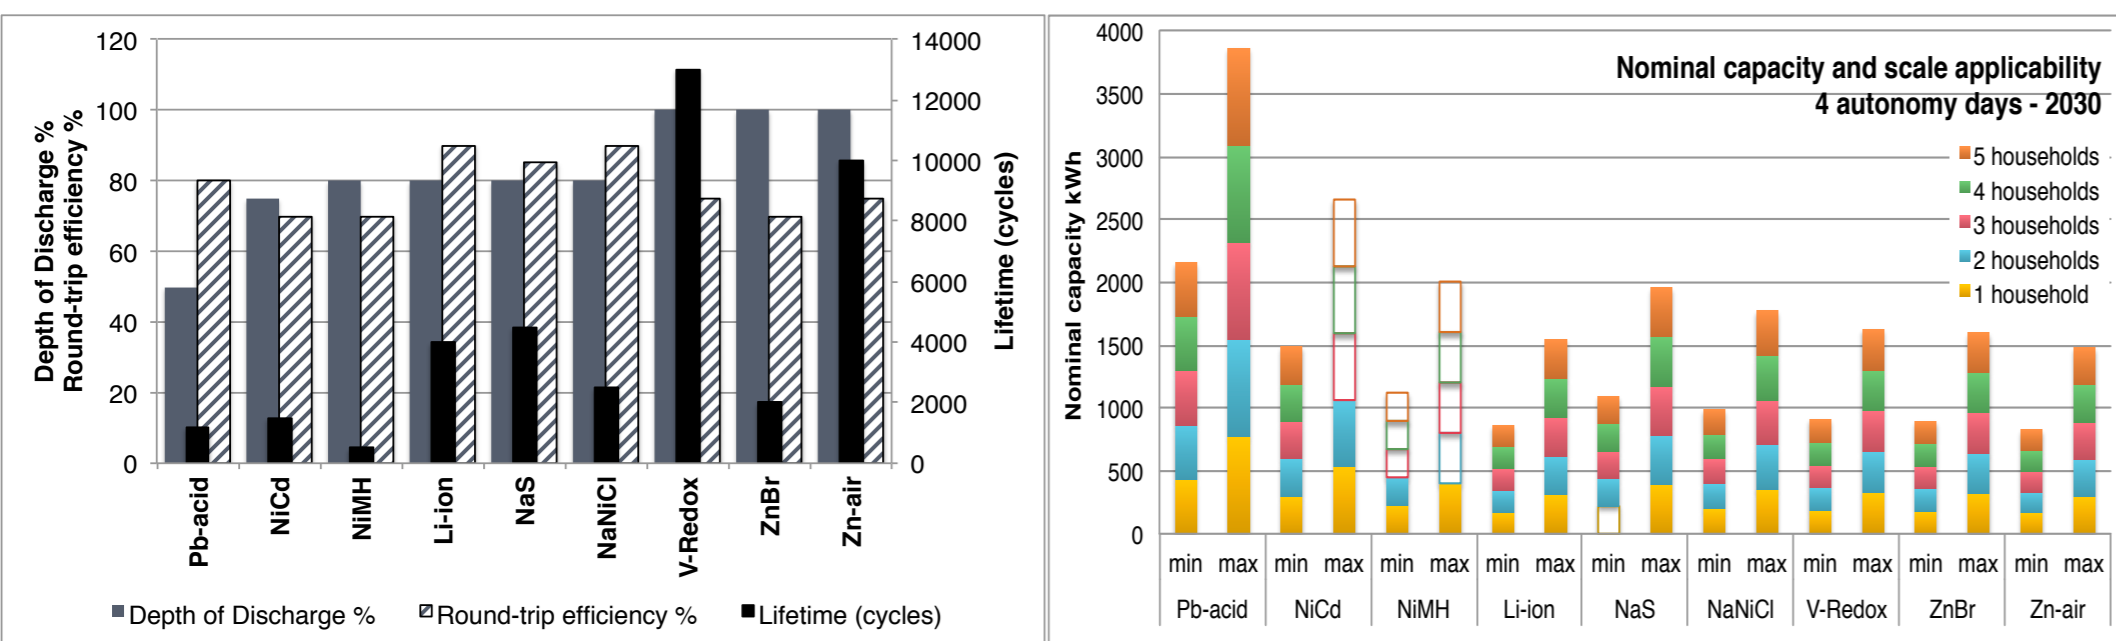 120
100
80
60
40
20
0
Depth of Discharge %
Round-trip efficiency %
14000
12000
10000
8000
6000
4000
2000
0
Lifetime (cycles)
Pb-acid
NiCd
NiMH
Li-ion
NaS
NaNiCl
V-Redox
ZnBr
Zn-air
Depth of Discharge % Round-trip efficiency % Lifetime (cycles)
Nominal capacity and scale applicability
4 autonomy days - 2030
4000
3500
3000
2500
2000
1500
1000
500
0
Nominal capacity kWh
5 households
4 households
3 households
2 households
1 household
min max min max min max min max min max min max min max min max min max
Pb-acid NiCd NiMH Li-ion NaS NaNiCl V-Redox ZnBr Zn-air